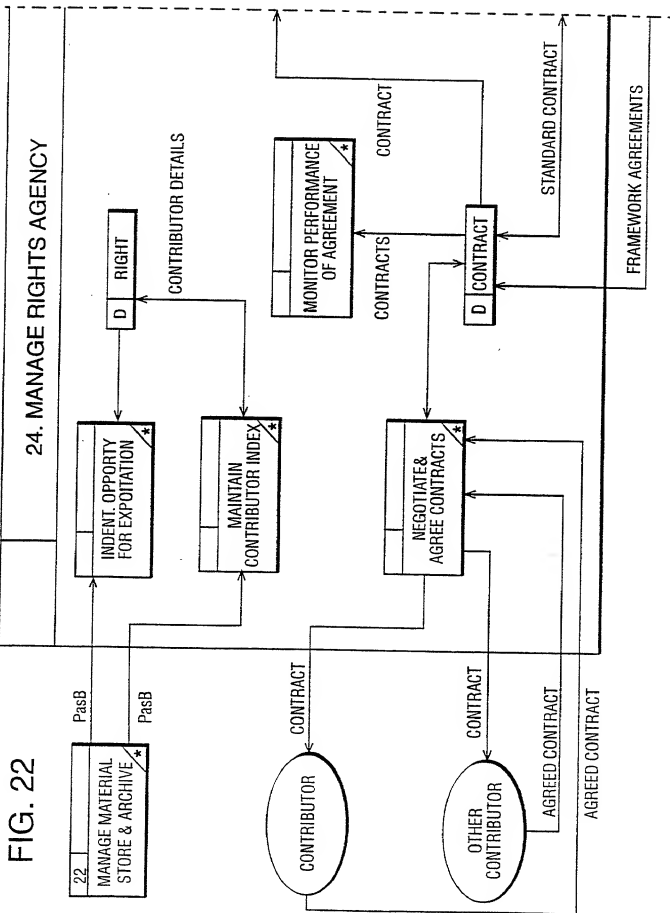 FIG. 22
24. MANAGE RIGHTS AGENCY
22
MANAGE MATERIAL
STORE & ARCHIVE
*
PasB
PasB
INDENT. OPPORTY
FOR EXPOITATION
*
D
RIGHT
CONTRIBUTOR DETAILS
MAINTAIN
CONTRIBUTOR INDEX
*
MONITOR PERFORMANCE
OF AGREEMENT
*
CONTRACTS
CONTRACT
CONTRIBUTOR
CONTRACT
NEGOTIATE&
AGREE CONTRACTS
*
D
CONTRACT
STANDARD CONTRACT
OTHER
CONTRIBUTOR
CONTRACT
AGREED CONTRACT
AGREED CONTRACT
FRAMEWORK AGREEMENTS